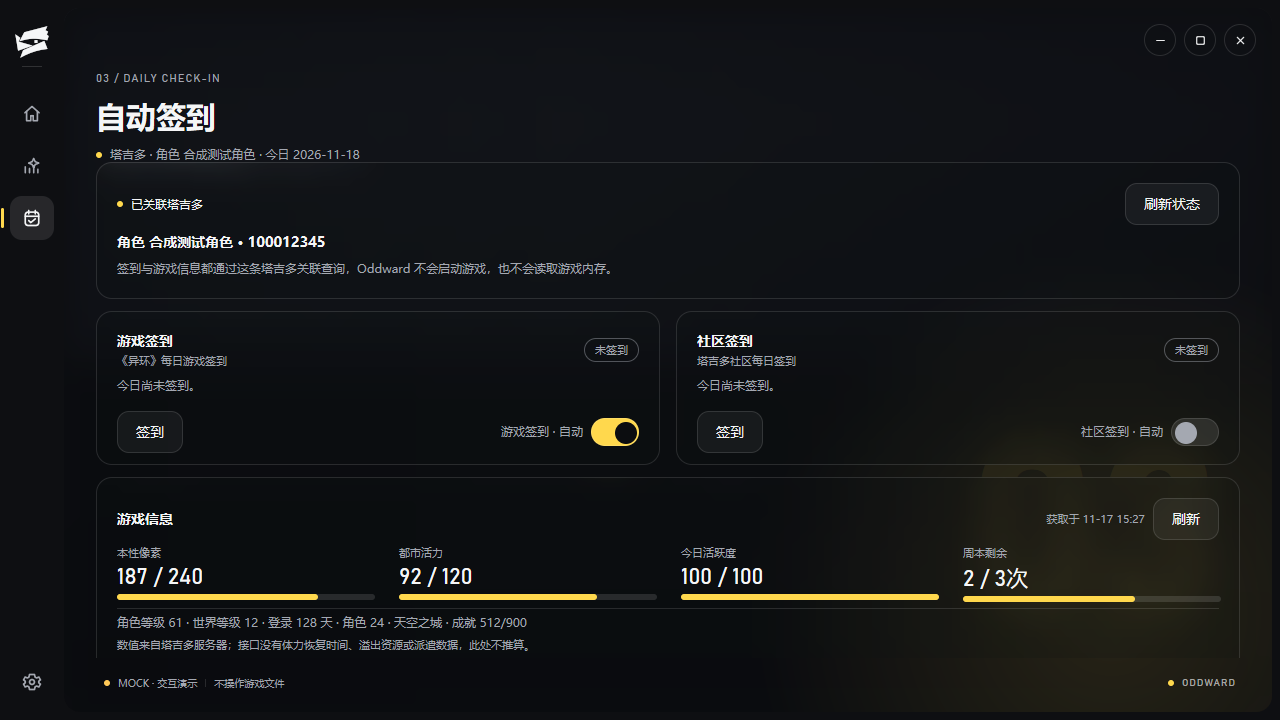 03 / DAILY CHECK-IN
自动签到
塔吉多 · 角色 合成测试角色 · 今日 2026-11-18
已关联塔吉多
刷新状态
角色 合成测试角色 • 100012345
签到与游戏信息都通过这条塔吉多关联查询，Oddward 不会启动游戏，也不会读取游戏内存。
游戏签到
《异环》每日游戏签到
未签到
今日尚未签到。
签到
游戏签到 · 自动
社区签到
塔吉多社区每日签到
未签到
今日尚未签到。
签到
社区签到 · 自动
游戏信息
获取于 11-17 15:27
刷新
本性像素
187 / 240
都市活力
92 / 120
今日活跃度
100 / 100
周本剩余
2 / 3次
角色等级 61 · 世界等级 12 · 登录 128 天 · 角色 24 · 天空之城 · 成就 512/900
数值来自塔吉多服务器；接口没有体力恢复时间、溢出资源或派遣数据，此处不推算。
MOCK · 交互演示
不操作游戏文件
ODDWARD